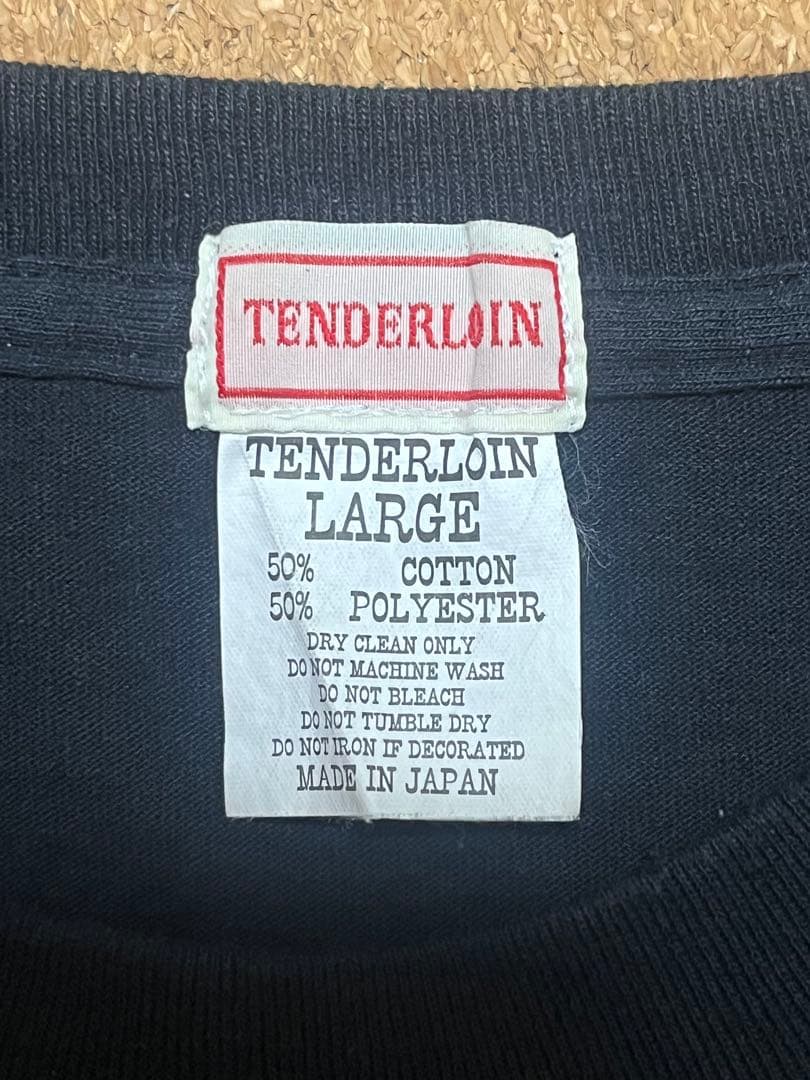 TENDERLOIN
TENDERLOIN
LARGE
50% COTTON
50% POLYESTER
DRY CLEAN ONLY
DO NOT MACHINE WASH
DO NOT BLEACH
DO NOT TUMBLE DRY
DO NOT IRON IF DECORATED
MADE IN JAPAN